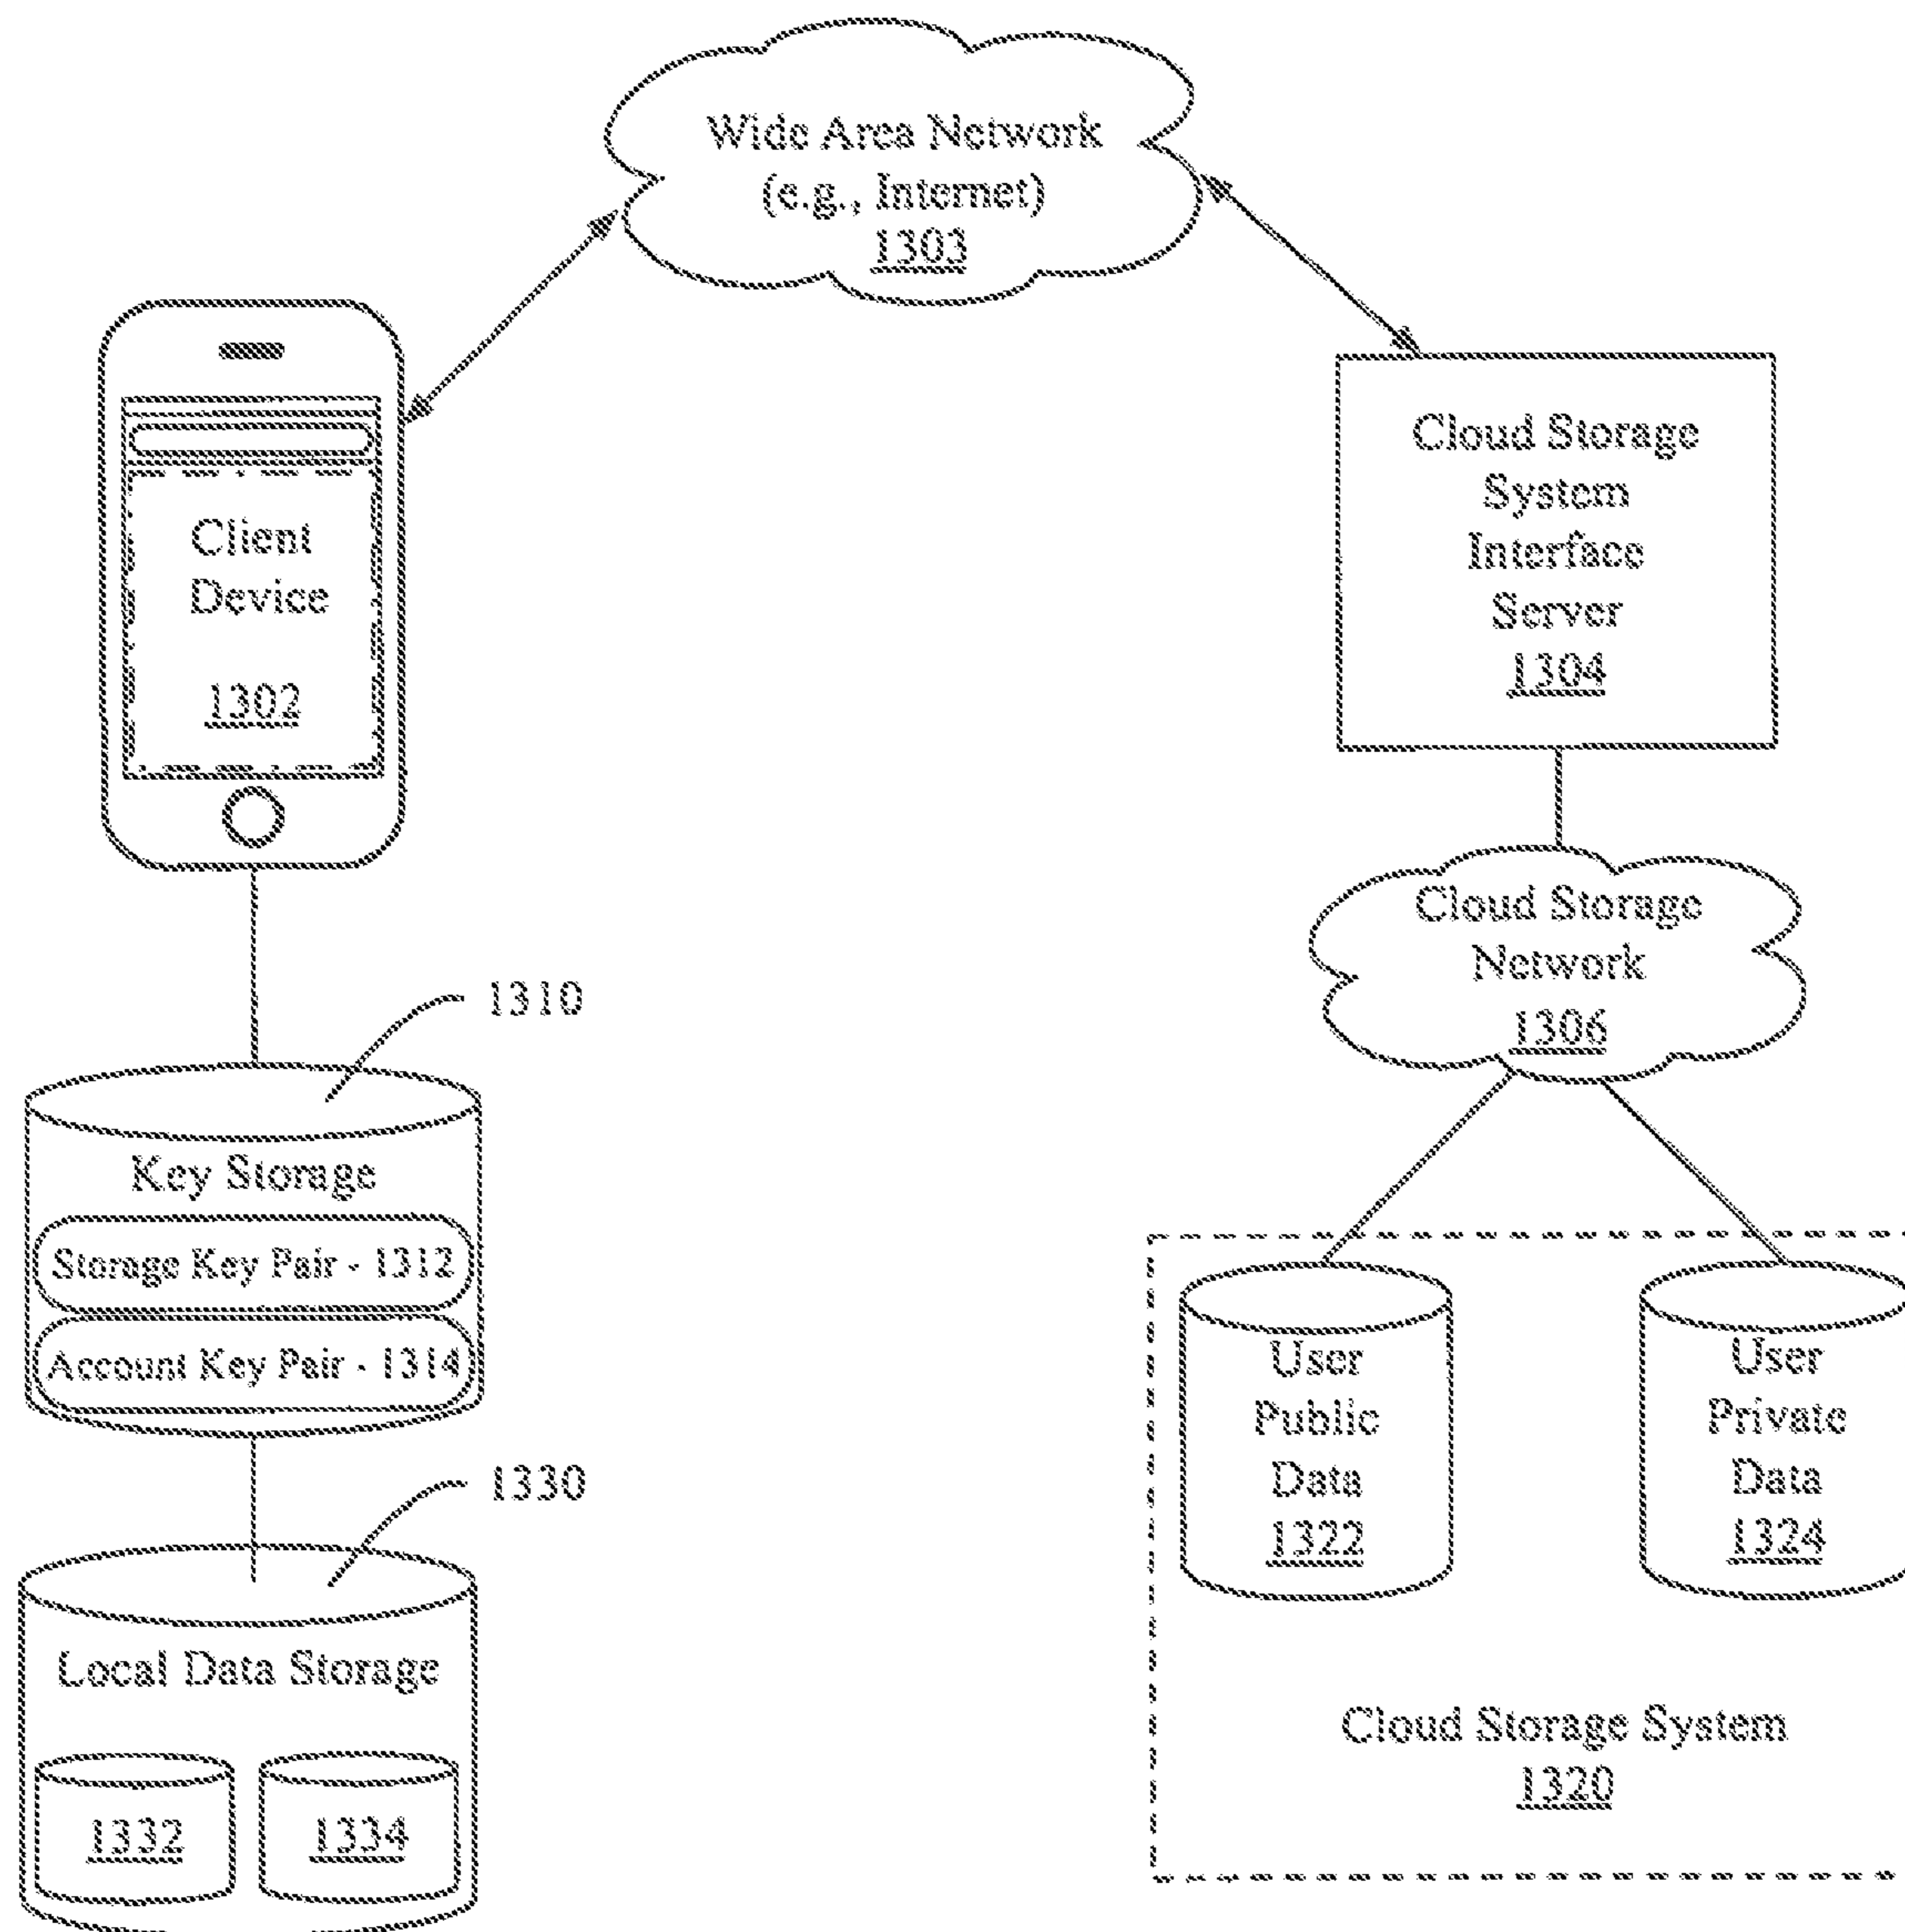 Wide Area Network
(e.g., Internet)
1303
Client
Device
1302
Cloud Storage
System
Interface
Server
1304
Cloud Storage
Network
1306
1310
Key Storage
Storage Key Pair - 1312
Account Key Pair - 1314
1330
Local Data Storage
1332
1334
User
Public
Data
1322
User
Private
Data
1324
Cloud Storage System
1320